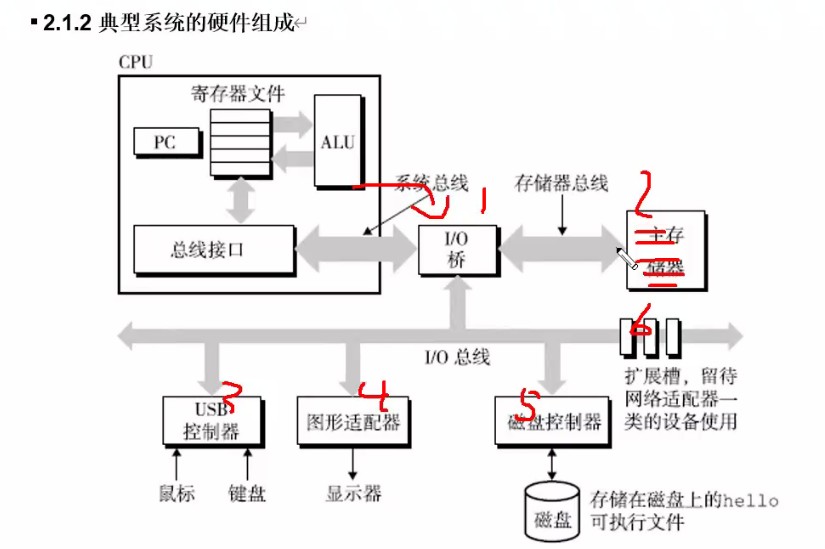 ▪ 2.1.2 典型系统的硬件组成↵
CPU
寄存器文件
PC
ALU
系统总线
1
存储器总线
2
总线接口
I/O
桥
主存
储器
I/O 总线
6
扩展槽，留待
网络适配器一
类的设备使用
3
USB
控制器
4
图形适配器
5
磁盘控制器
鼠标
键盘
显示器
磁盘
存储在磁盘上的hello
可执行文件